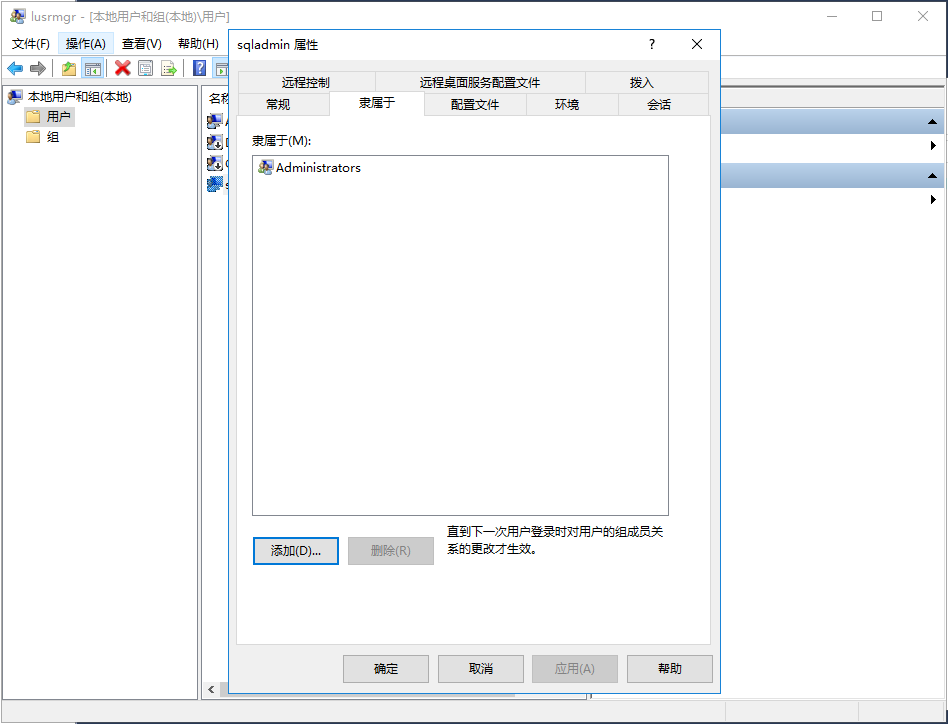 lusrmgr - [本地用户和组(本地)\用户]
文件(F) 操作(A) 查看(V) 帮助(H)
sqladmin 属性
本地用户和组(本地)
用户
组
远程控制 远程桌面服务配置文件 拨入
常规 隶属于 配置文件 环境 会话
隶属于(M):
Administrators
添加(D)... 删除(R)
直到下一次用户登录时对用户的组成员关
系的更改才生效。
确定 取消 应用(A) 帮助